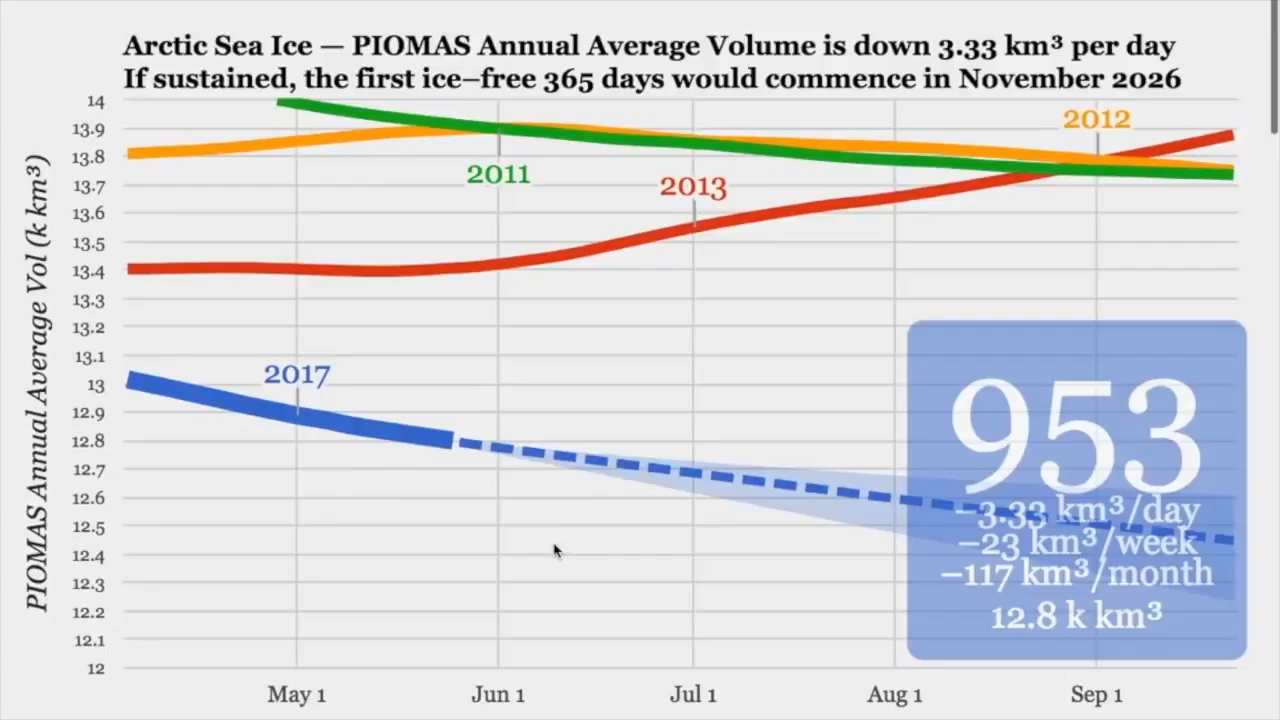 Arctic Sea Ice — PIOMAS Annual Average Volume is down 3.33 km³ per day
If sustained, the first ice–free 365 days would commence in November 2026
PIOMAS Annual Average Vol (k km³)
14
13.9
13.8
13.7
13.6
13.5
13.4
13.3
13.2
13.1
13
12.9
12.8
12.7
12.6
12.5
12.4
12.3
12.2
12.1
12
2012
2011
2013
2017
953
–3.33 km³/day
–23 km³/week
–117 km³/month
12.8 k km³
May 1
Jun 1
Jul 1
Aug 1
Sep 1